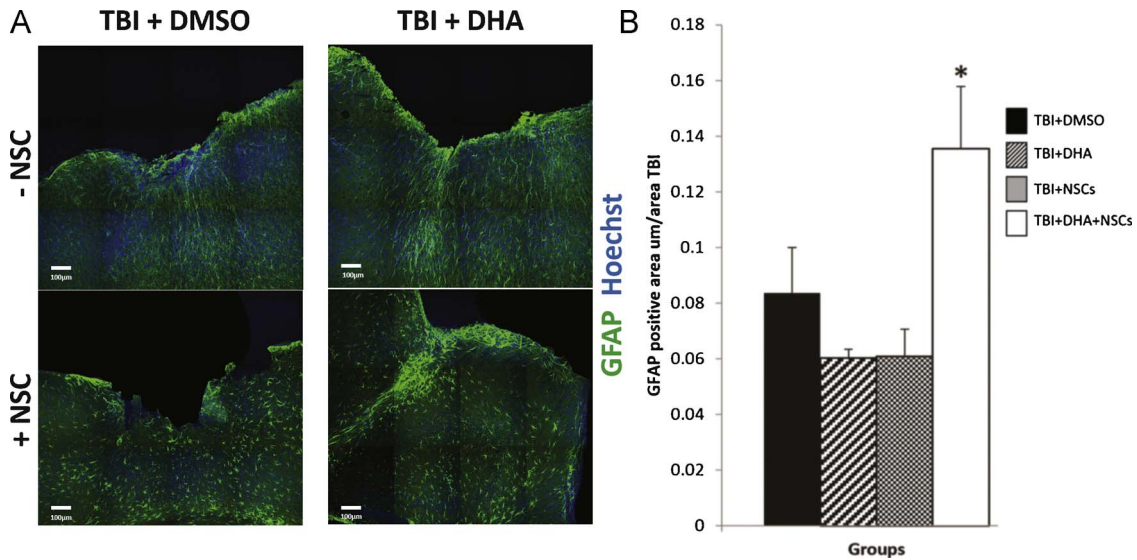 A
TBI + DMSO
TBI + DHA
- NSC
+ NSC
100μm
100μm
100μm
100μm
GFAP Hoechst
B
GFAP positive area um/area TBI
0.18
0.16
0.14
0.12
0.1
0.08
0.06
0.04
0.02
0
*
Groups
TBI+DMSO
TBI+DHA
TBI+NSCs
TBI+DHA+NSCs